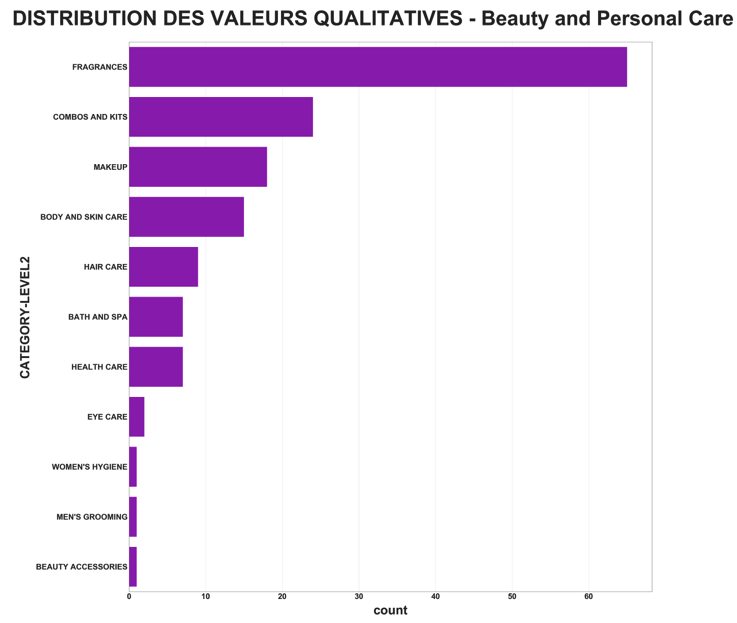 DISTRIBUTION DES VALEURS QUALITATIVES - Beauty and Personal Care
CATEGORY-LEVEL2
FRAGRANCES
COMBOS AND KITS
MAKEUP
BODY AND SKIN CARE
HAIR CARE
BATH AND SPA
HEALTH CARE
EYE CARE
WOMEN'S HYGIENE
MEN'S GROOMING
BEAUTY ACCESSORIES
0 10 20 30 40 50 60
count